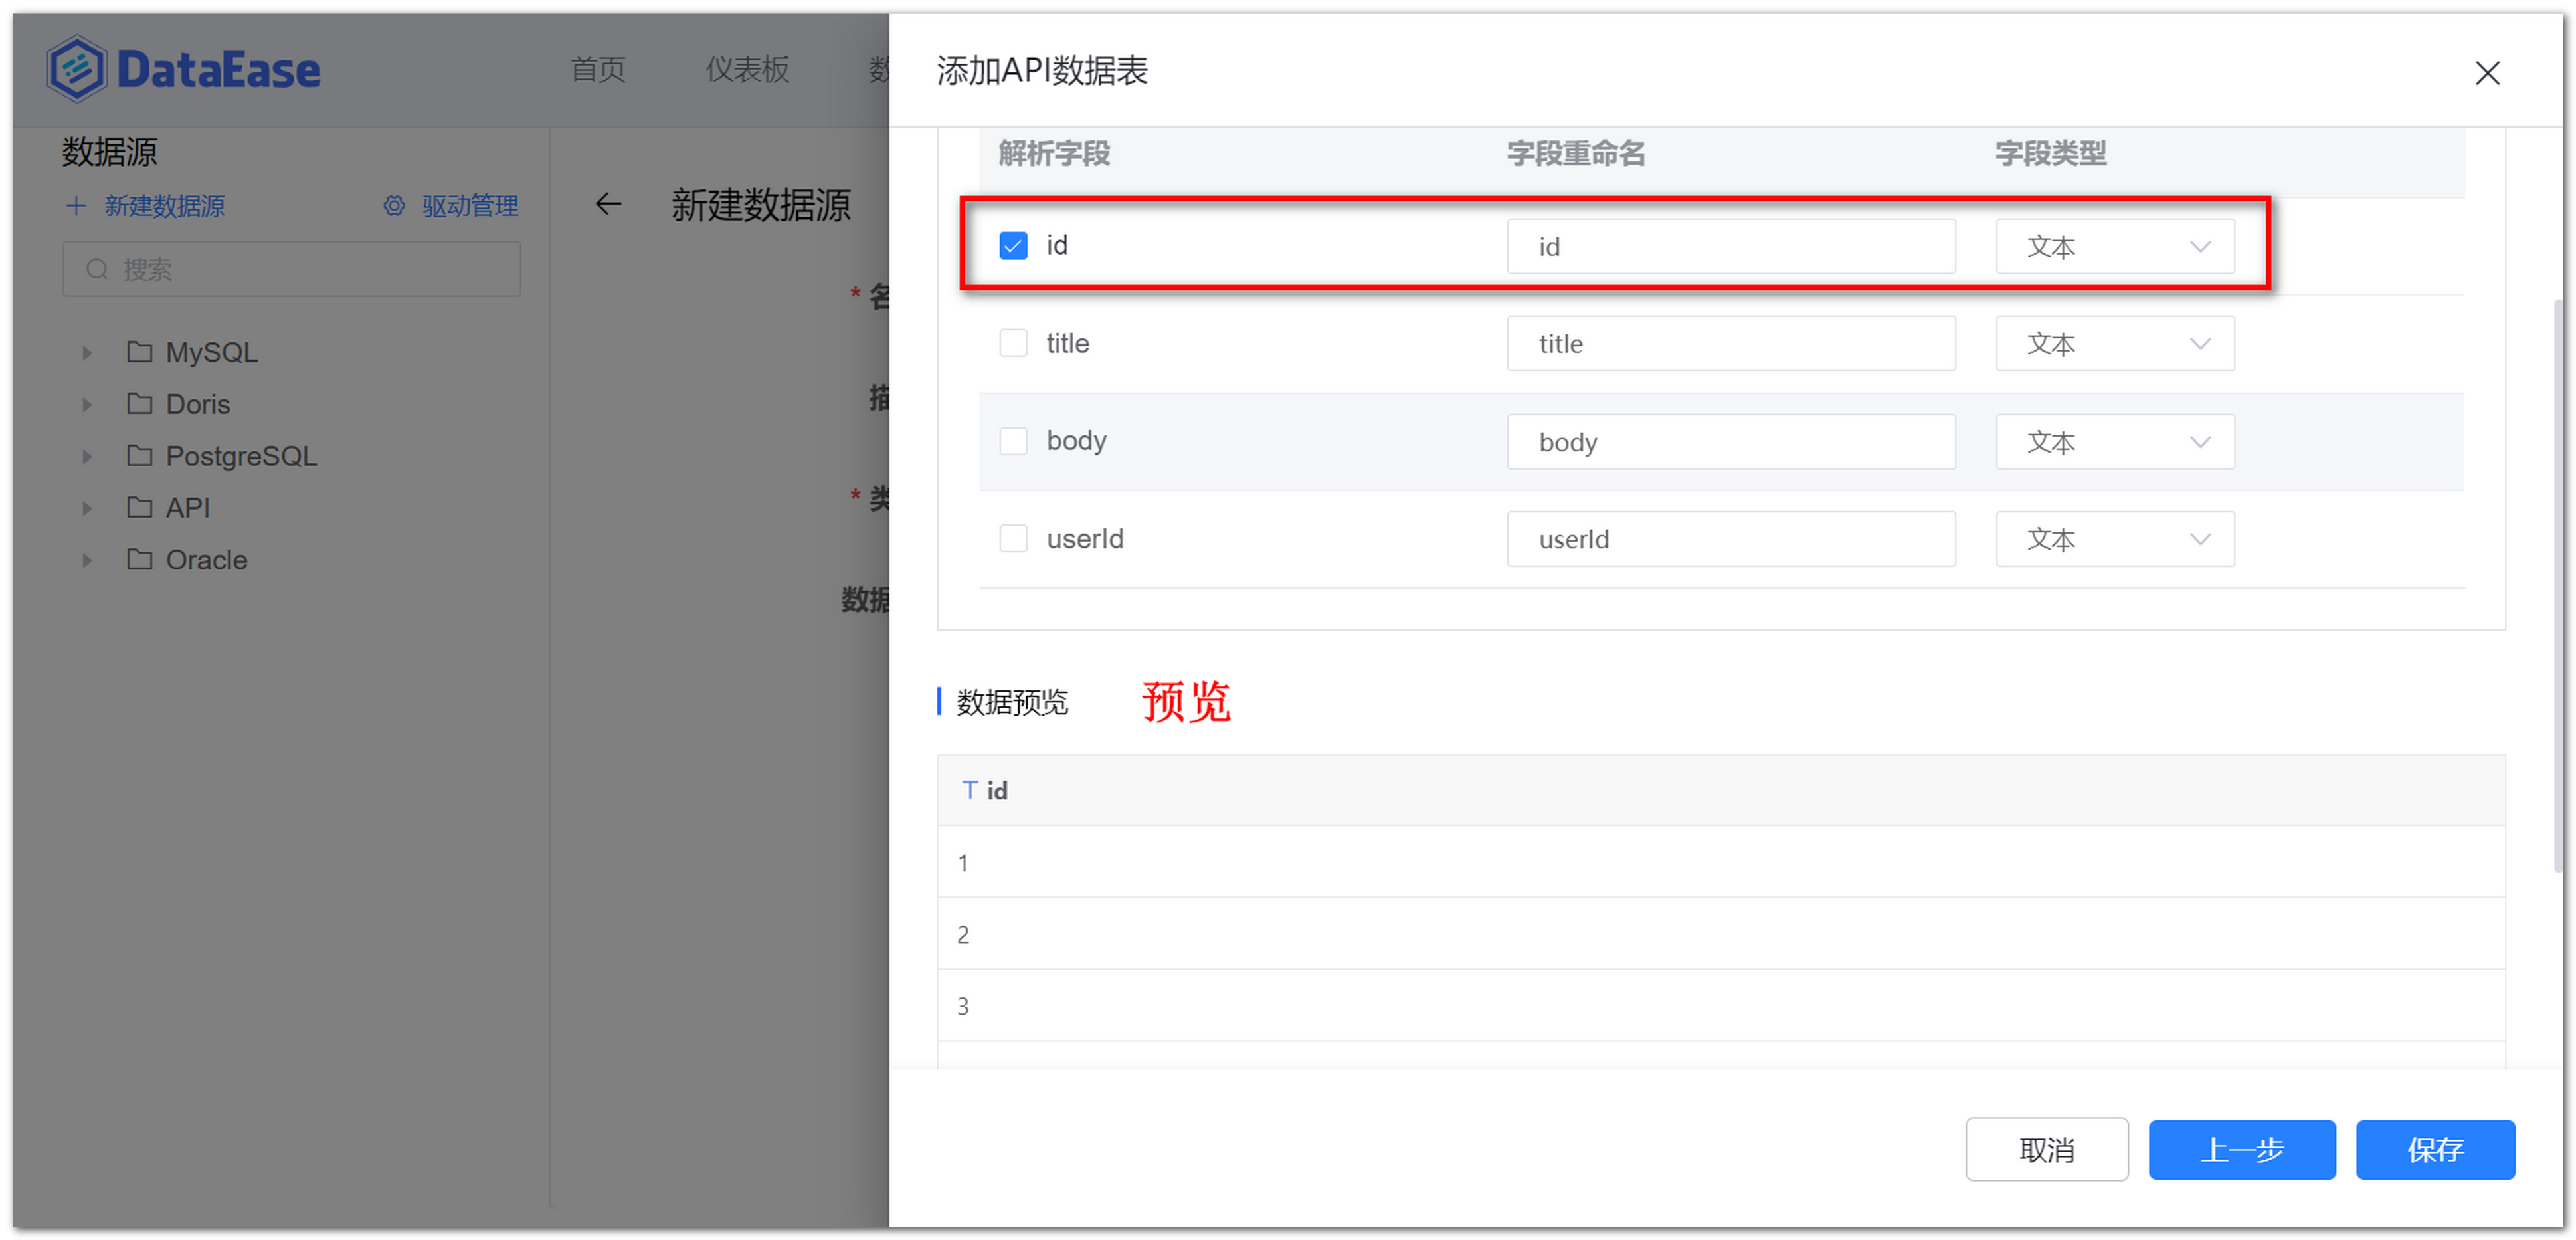 DataEase
首页 仪表板 数
数据源
新建数据源 驱动管理
搜索
MySQL
Doris
PostgreSQL
API
Oracle
新建数据源
* 名
描
* 类
数据
添加API数据表
解析字段 字段重命名 字段类型
id id 文本
title title 文本
body body 文本
userId userId 文本
数据预览 预览
T id
1
2
3
取消 上一步 保存